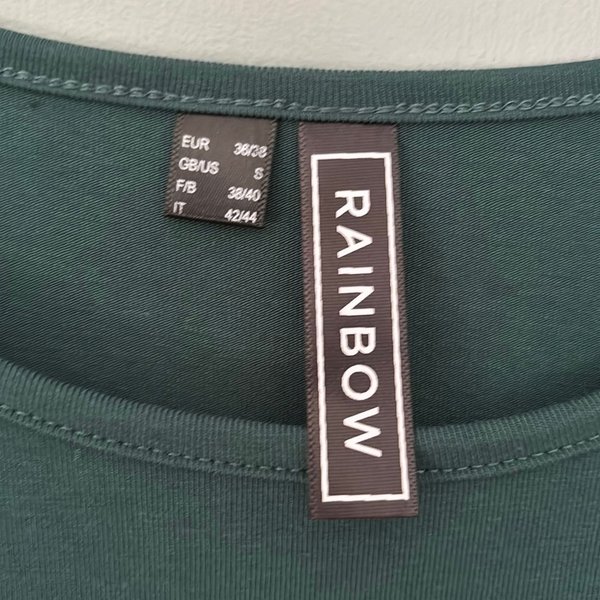 EUR 36/38
GB/US S
F/B 38/40
IT 42/44
RAINBOW